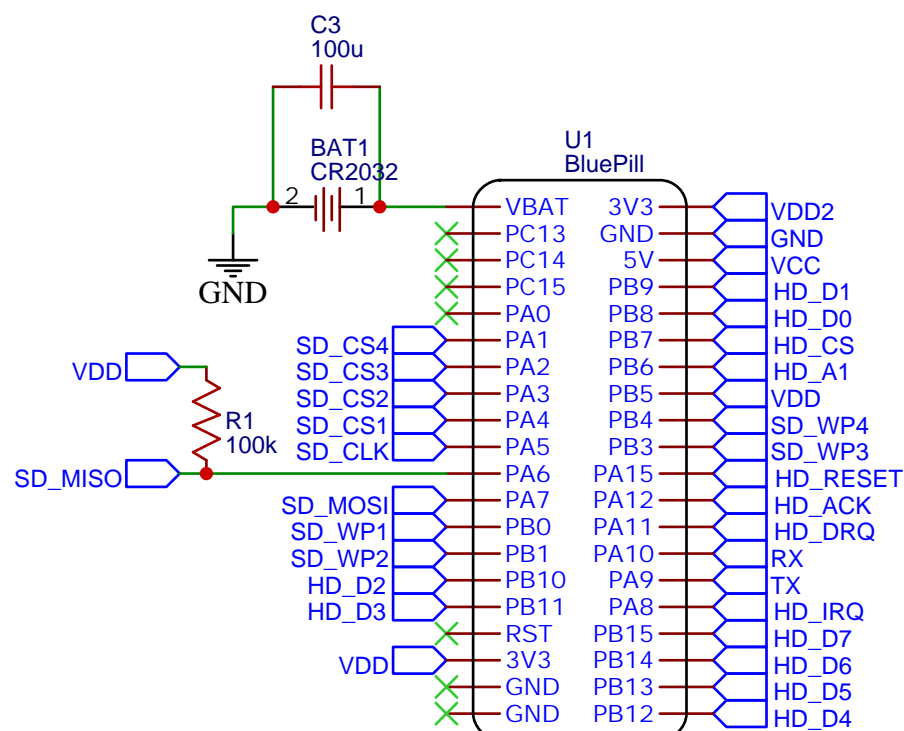 C3
100u
BAT1
CR2032
2 1
GND
U1
BluePill
VBAT 3V3 VDD2
PC13 GND GND
PC14 5V VCC
PC15 PB9 HD_D1
PA0 PB8 HD_D0
SD_CS4 PA1 PB7 HD_CS
VDD SD_CS3 PA2 PB6 HD_A1
SD_CS2 PA3 PB5 VDD
R1
100k
SD_CS1 PA4 PB4 SD_WP4
SD_CLK PA5 PB3 SD_WP3
SD_MISO PA6 PA15 HD_RESET
SD_MOSI PA7 PA12 HD_ACK
SD_WP1 PB0 PA11 HD_DRQ
SD_WP2 PB1 PA10 RX
HD_D2 PB10 PA9 TX
HD_D3 PB11 PA8 HD_IRQ
RST PB15 HD_D7
VDD 3V3 PB14 HD_D6
GND PB13 HD_D5
GND PB12 HD_D4